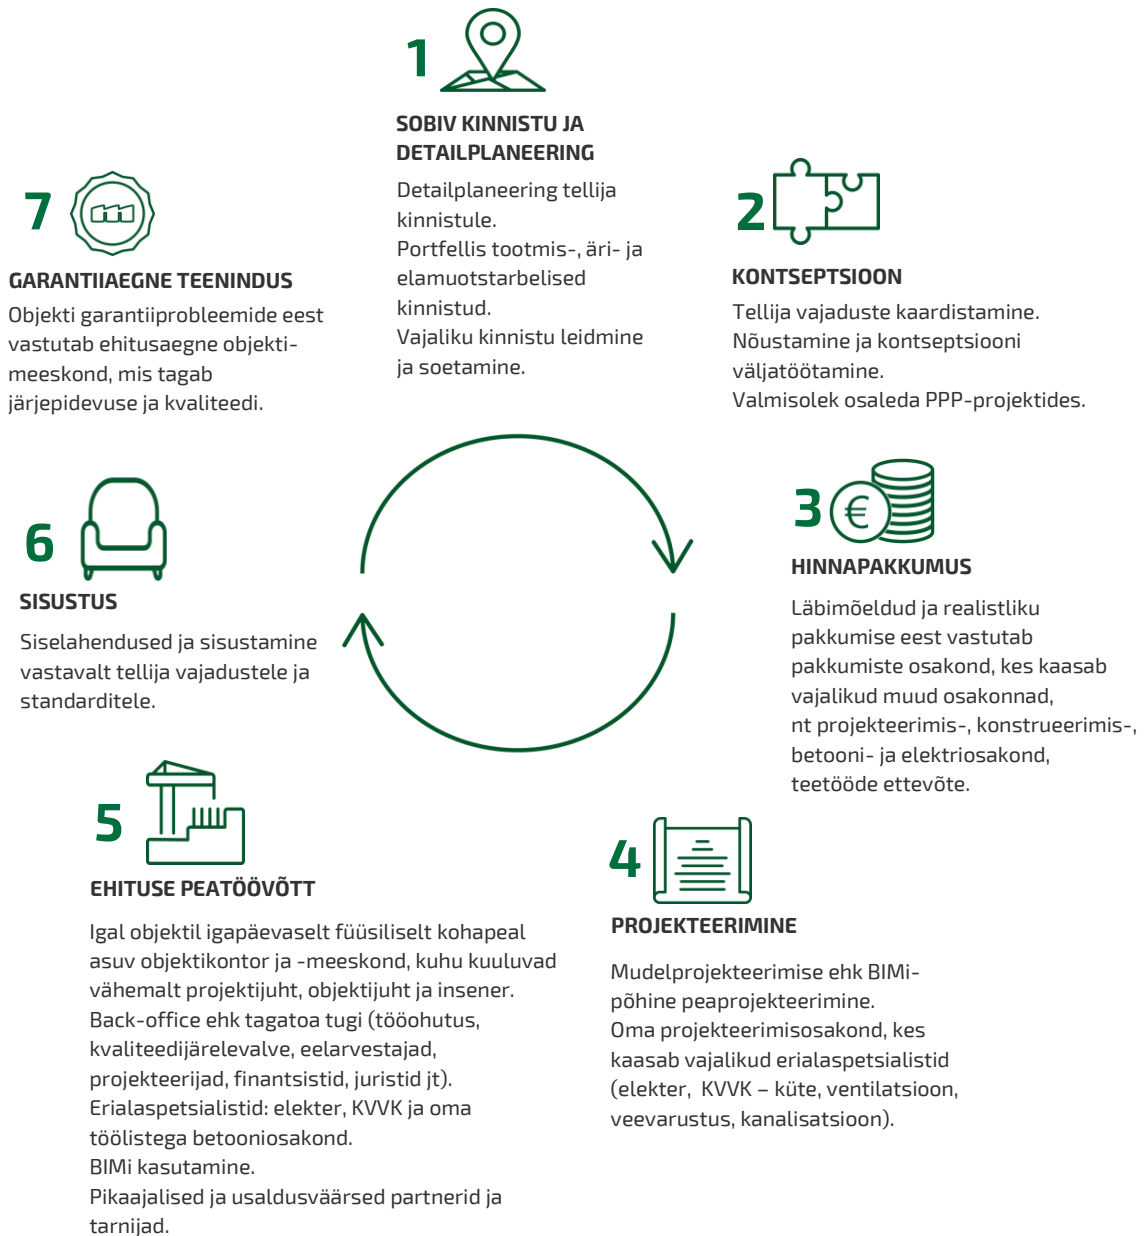 1
SOBIV KINNISTU JA
DETAILPLANEERING
Detailplaneering tellija
kinnistule.
Portfellis tootmis-, äri- ja
elamuotstarbelised
kinnistud.
Vajaliku kinnistu leidmine
ja soetamine.
2
KONTSEPTSIOON
Tellija vajaduste kaardistamine.
Nõustamine ja kontseptsiooni
väljatöötamine.
Valmisolek osaleda PPP-projektides.
3
€
HINNAPAKKUMUS
Läbimõeldud ja realistliku
pakkumise eest vastutab
pakkumiste osakond, kes kaasab
vajalikud muud osakonnad,
nt projekteerimis-, konstrueerimis-,
betooni- ja elektriosakond,
teetööde ettevõte.
4
PROJEKTEERIMINE
Mudelprojekteerimise ehk BIMi-
põhine peaprojekteerimine.
Oma projekteerimisosakond, kes
kaasab vajalikud erialaspetsialistid
(elekter, KVVK – küte, ventilatsioon,
veevarustus, kanalisatsioon).
5
EHITUSE PEATÖÖVÕTT
Igal objektil igapäevaselt füüsiliselt kohapeal
asuv objektikontor ja -meeskond, kuhu kuuluvad
vähemalt projektijuht, objektijuht ja insener.
Back-office ehk tagatoa tugi (tööohutus,
kvaliteedijärelevalve, eelarvestajad,
projekteerijad, finantsistid, juristid jt).
Erialaspetsialistid: elekter, KVVK ja oma
töölistega betooniosakond.
BIMi kasutamine.
Pikaajalised ja usaldusväärsed partnerid ja
tarnijad.
6
SISUSTUS
Siselahendused ja sisustamine
vastavalt tellija vajadustele ja
standarditele.
7
GARANTIIAEGNE TEENINDUS
Objekti garantiiprobleemide eest
vastutab ehitusaegne objekti-
meeskond, mis tagab
järjepidevuse ja kvaliteedi.